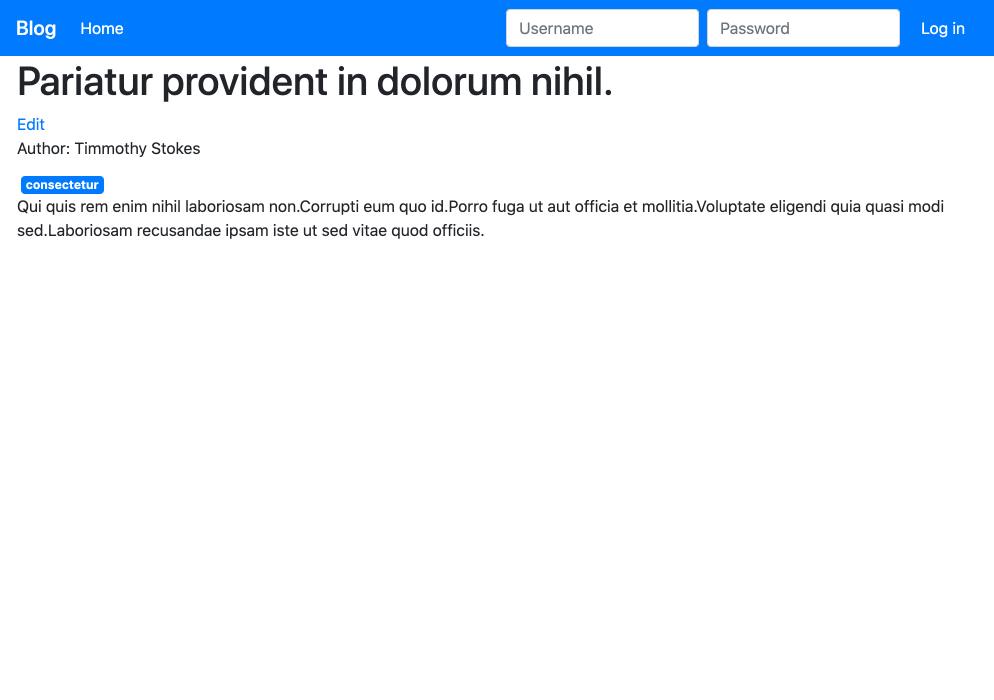 Blog Home Username Password Log in
Pariatur provident in dolorum nihil.
Edit
Author: Timmothy Stokes
consectetur
Qui quis rem enim nihil laboriosam non.Corrupti eum quo id.Porro fuga ut aut officia et mollitia.Voluptate eligendi quia quasi modi
sed.Laboriosam recusandae ipsam iste ut sed vitae quod officiis.